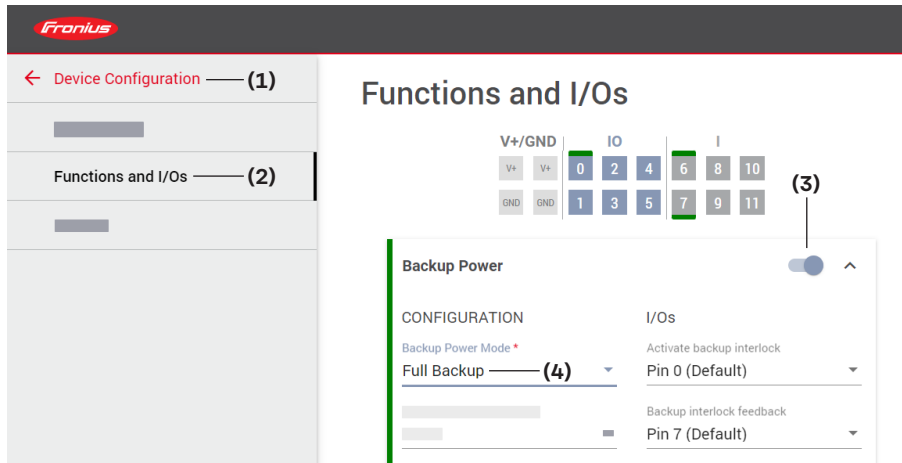 Fronius
Device Configuration (1)
Functions and I/Os (2)
Functions and I/Os
V+/GND IO I
V+ V+ 0 2 4 6 8 10
GND GND 1 3 5 7 9 11
(3)
Backup Power
CONFIGURATION I/Os
Backup Power Mode * Activate backup interlock
Full Backup (4) Pin 0 (Default)
Backup interlock feedback
Pin 7 (Default)